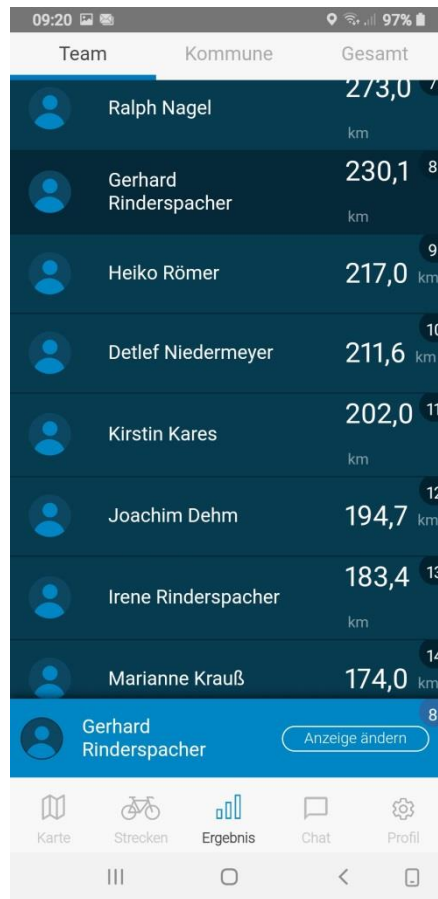 09:20 97%
Team Kommune Gesamt
Ralph Nagel 273,0 7
km
Gerhard 230,1 8
Rinderspacher km
9
Heiko Römer 217,0 km
10
Detlef Niedermeyer 211,6 km
Kirstin Kares 202,0 11
km
12
Joachim Dehm 194,7 km
183,4 13
Irene Rinderspacher
km
14
Marianne Krauß 174,0 km
8
Gerhard
Rinderspacher Anzeige ändern
Karte Strecken Ergebnis Chat Profil